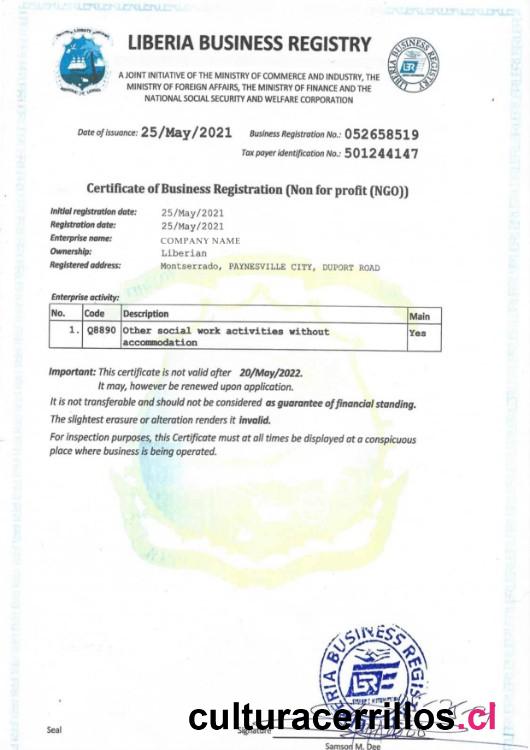 LIBERIA BUSINESS REGISTRY
A JOINT INITIATIVE OF THE MINISTRY OF COMMERCE AND INDUSTRY, THE
MINISTRY OF FOREIGN AFFAIRS, THE MINISTRY OF FINANCE AND THE
NATIONAL SOCIAL SECURITY AND WELFARE CORPORATION
Date of issuance: 25/May/2021 Business Registration No.: 052658519
Tax payer identification No.: 501244147
Certificate of Business Registration (Non for profit (NGO))
Initial registration date: 25/May/2021
Registration date: 25/May/2021
Enterprise name: COMPANY NAME
Ownership: Liberian
Registered address: Montserrado, PAYNESVILLE CITY, DUPORT ROAD
Enterprise activity:
No. Code Description Main
1. Q8890 Other social work activities without Yes
accommodation
Important: This certificate is not valid after 20/May/2022.
It may, however be renewed upon application.
It is not transferable and should not be considered as guarantee of financial standing.
The slightest erasure or alteration renders it invalid.
For inspection purposes, this Certificate must at all times be displayed at a conspicuous
place where business is being operated.
LIBERIA BUSINESS REGISTRY
LBR
culturacerrillos.cl
Seal Signature
Samson M. Dee